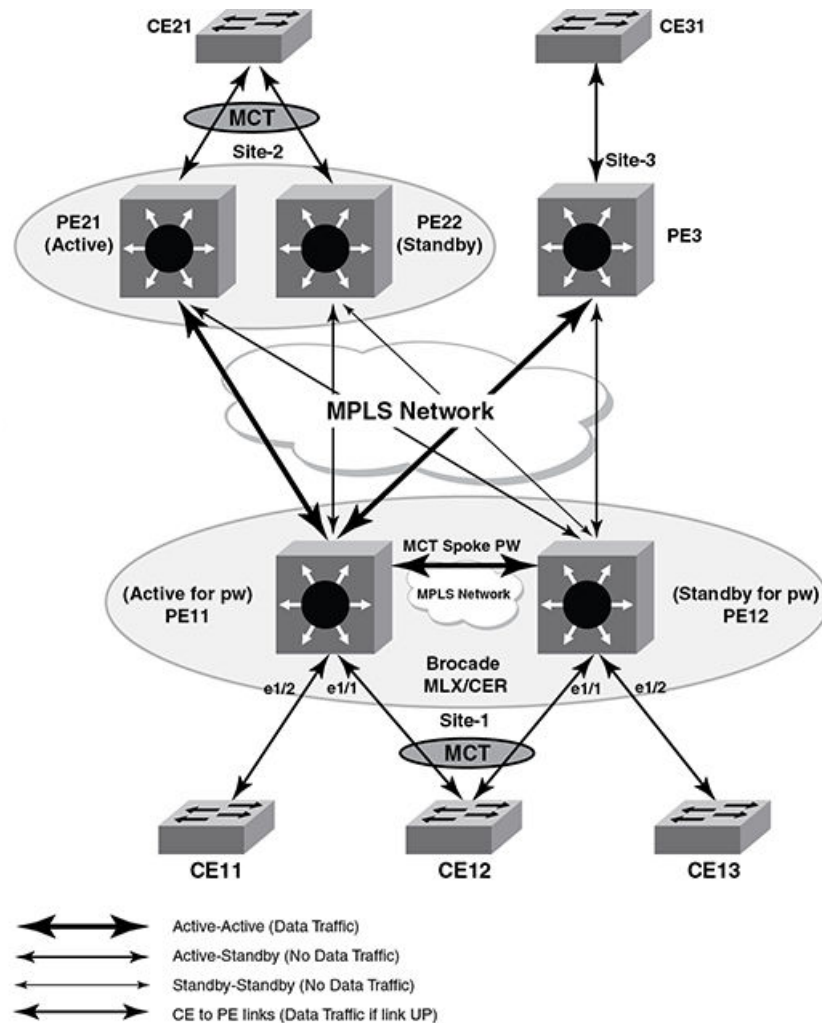 CE21
CE31
MCT
Site-2
Site-3
PE21
(Active)
PE22
(Standby)
PE3
MPLS Network
MCT Spoke PW
MPLS Network
(Active for pw)
PE11
(Standby for pw)
PE12
Brocade
MLX/CER
e1/2
e1/1
e1/1
e1/2
Site-1
MCT
CE11
CE12
CE13
Active-Active (Data Traffic)
Active-Standby (No Data Traffic)
Standby-Standby (No Data Traffic)
CE to PE links (Data Traffic if link UP)